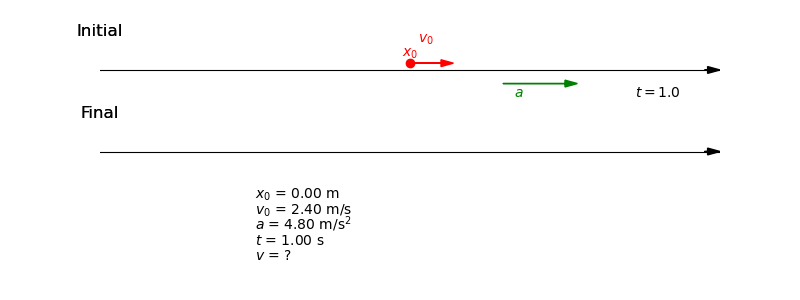 Initial
v₀
x₀
a
t = 1.0
Final
x₀ = 0.00 m
v₀ = 2.40 m/s
a = 4.80 m/s²
t = 1.00 s
v = ?